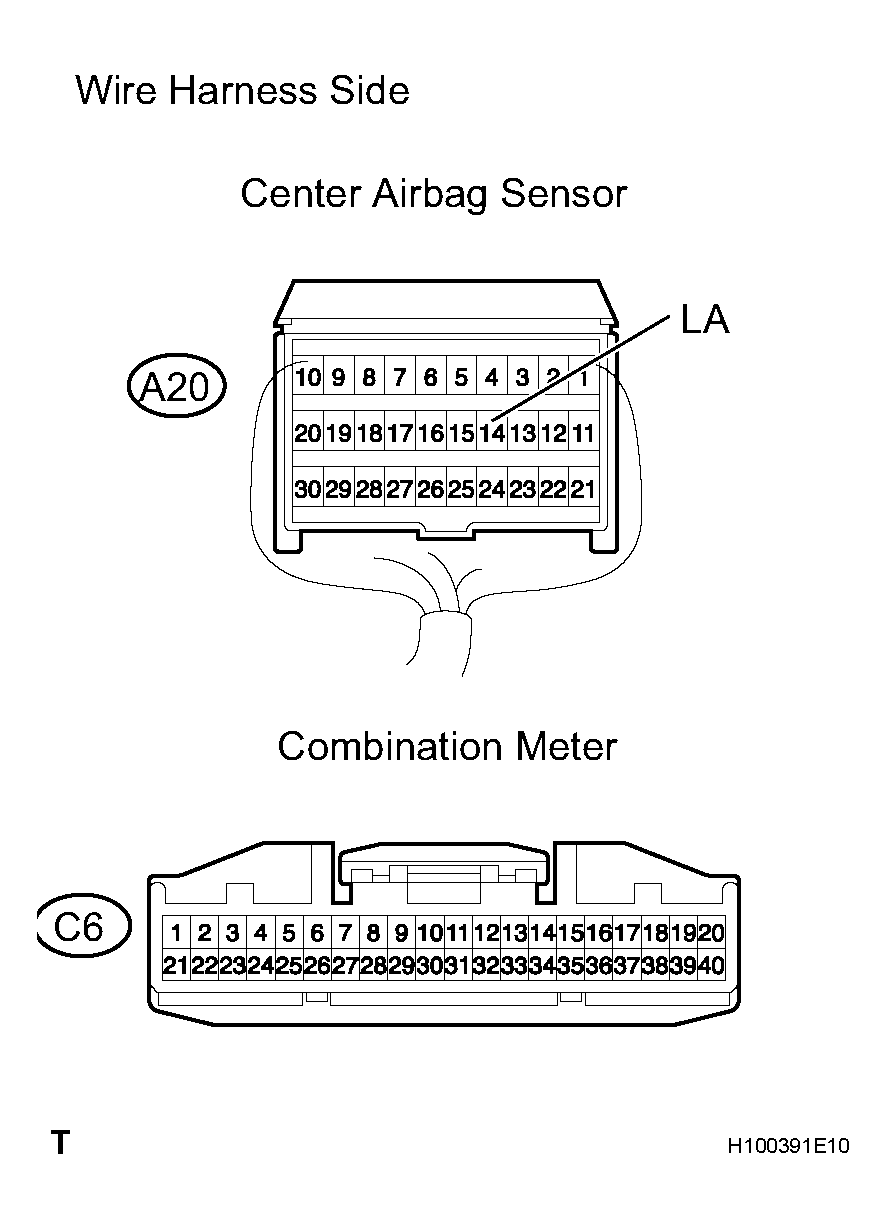 Wire Harness Side
Center Airbag Sensor
LA
A20
10 9 8 7 6 5 4 3 2 1
20 19 18 17 16 15 14 13 12 11
30 29 28 27 26 25 24 23 22 21
Combination Meter
C6
1 2 3 4 5 6 7 8 9 10 11 12 13 14 15 16 17 18 19 20
21 22 23 24 25 26 27 28 29 30 31 32 33 34 35 36 37 38 39 40
T
H100391E10